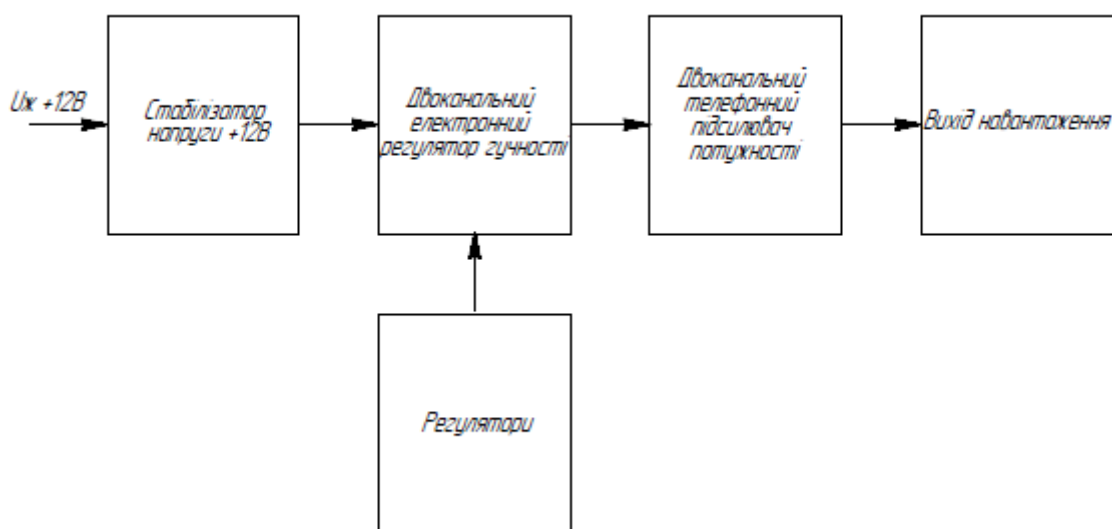 Uж +12В
Стабілізатор
напруги +12В
Двоканальний
електронний
регулятор гучності
Двоканальний
телефонний
підсилювач
потужності
Вихід навантаження
Регулятори